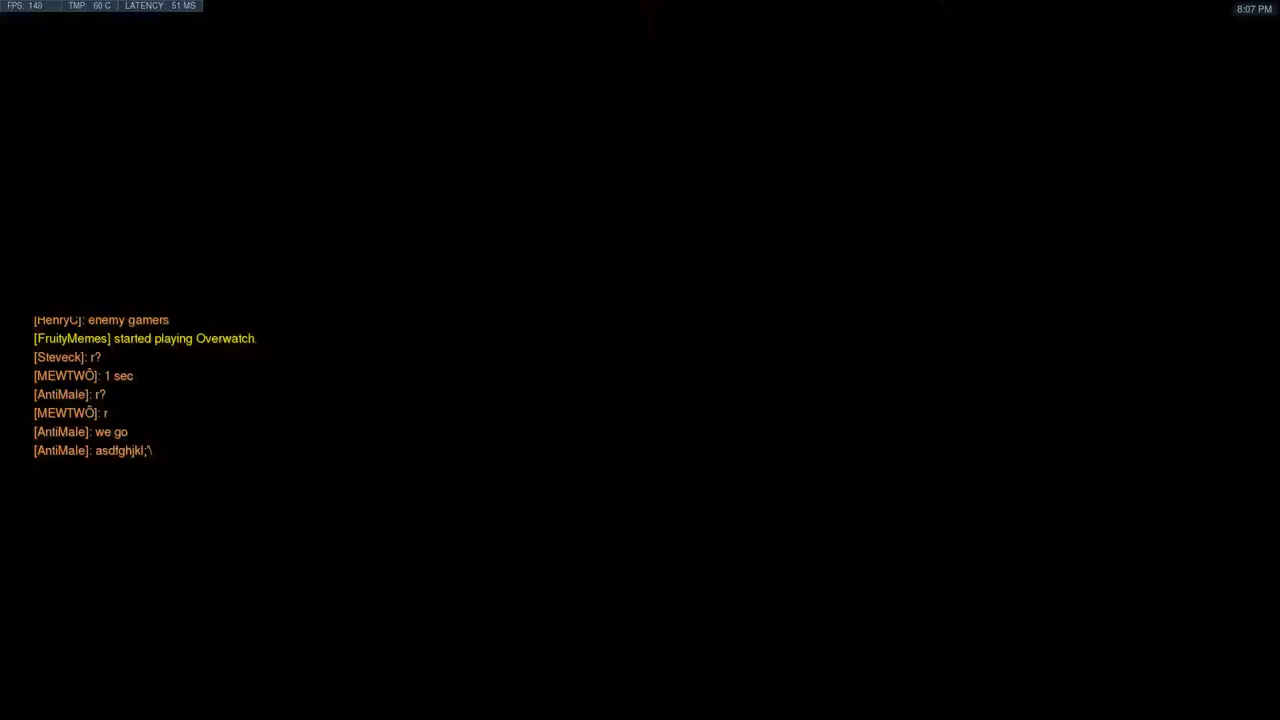 FPS: 149 | TMP: 60 C | LATENCY: 51 MS
8:07 PM
[HenryC]: enemy gamers
[FruityMemes] started playing Overwatch.
[Steveck]: r?
[MEWTWÔ]: 1 sec
[AntiMale]: r?
[MEWTWÔ]: r
[AntiMale]: we go
[AntiMale]: asdfghjkl;'\